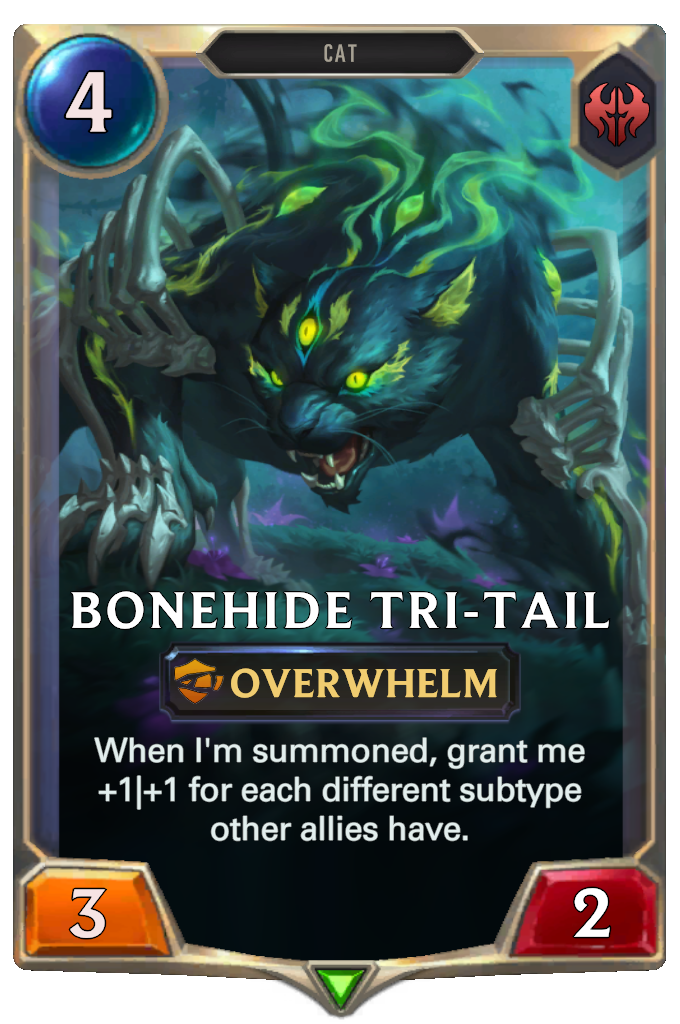 4
CAT
BONEHIDE TRI-TAIL
OVERWHELM
When I'm summoned, grant me
+1|+1 for each different subtype
other allies have.
3
2